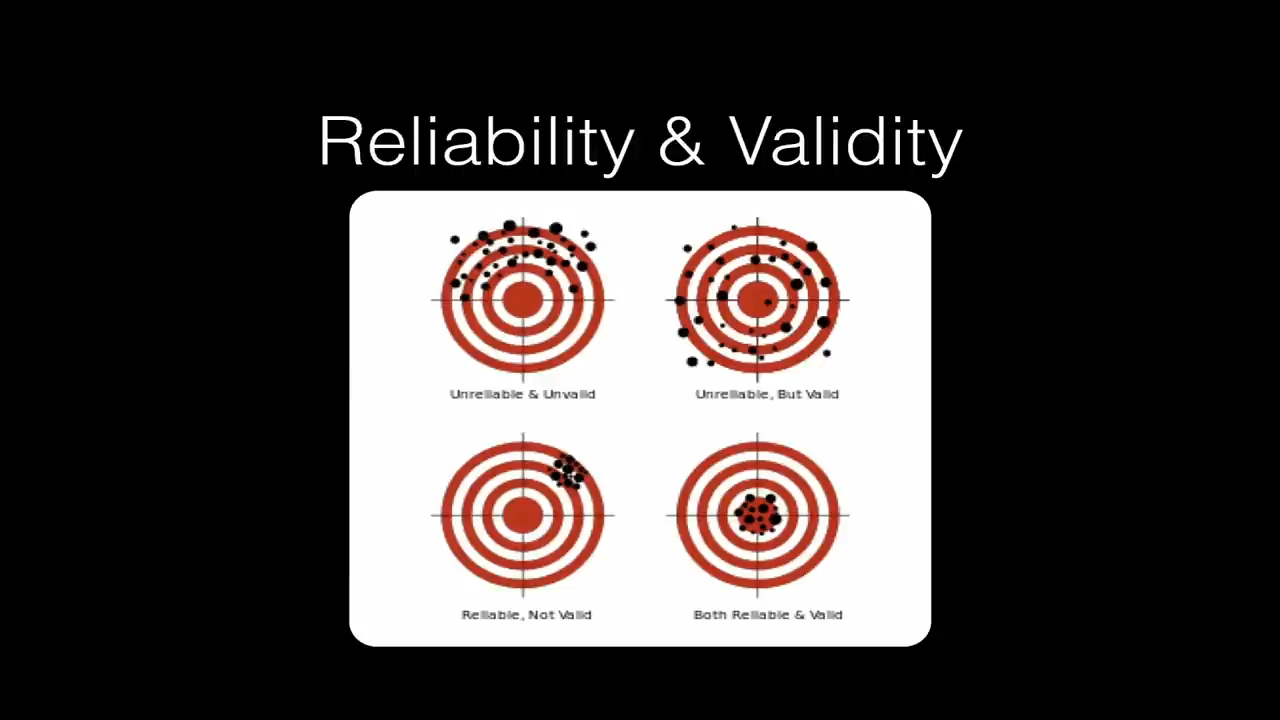 Reliability & Validity
Unreliable & Unvalid
Unreliable, But Valid
Reliable, Not Valid
Both Reliable & Valid